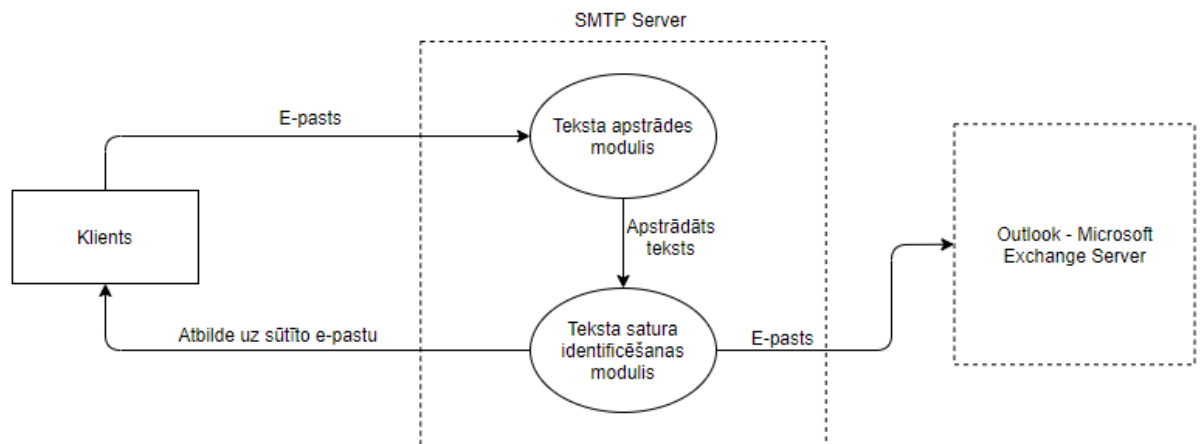 SMTP Server
E-pasts
Teksta apstrādes
modulis
Klients
Apstrādāts
teksts
Outlook - Microsoft
Exchange Server
Atbilde uz sūtīto e-pastu
Teksta satura
identificēšanas
modulis
E-pasts